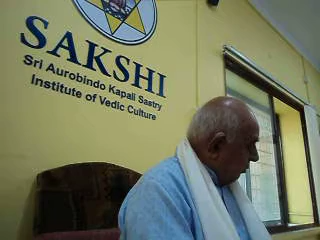 SAKSHI
Sri Aurobindo Kapali Sastry
Institute of Vedic Culture